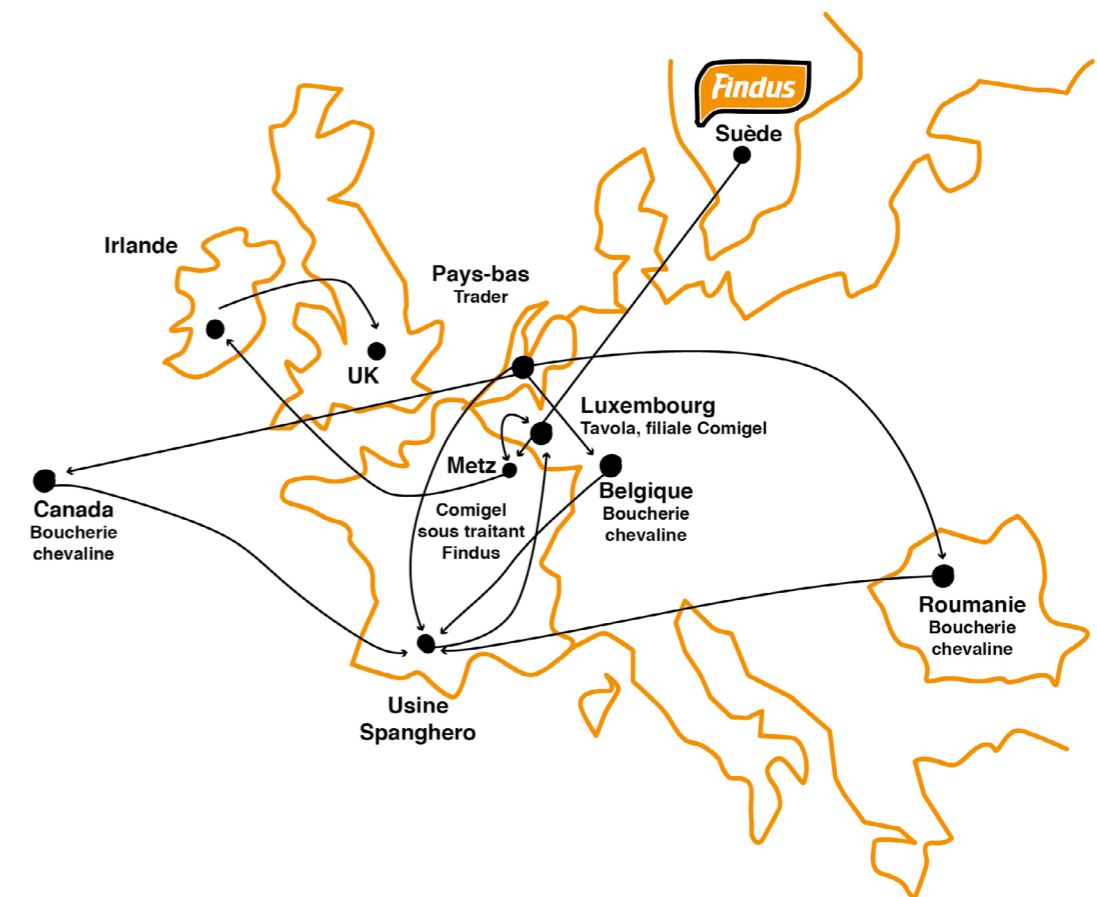 Findus
Suède
Irlande
Pays-bas
Trader
UK
Luxembourg
Tavola, filiale Comigel
Metz
Comigel
sous traitant
Findus
Belgique
Boucherie
chevaline
Canada
Boucherie
chevaline
Roumanie
Boucherie
chevaline
Usine
Spanghero